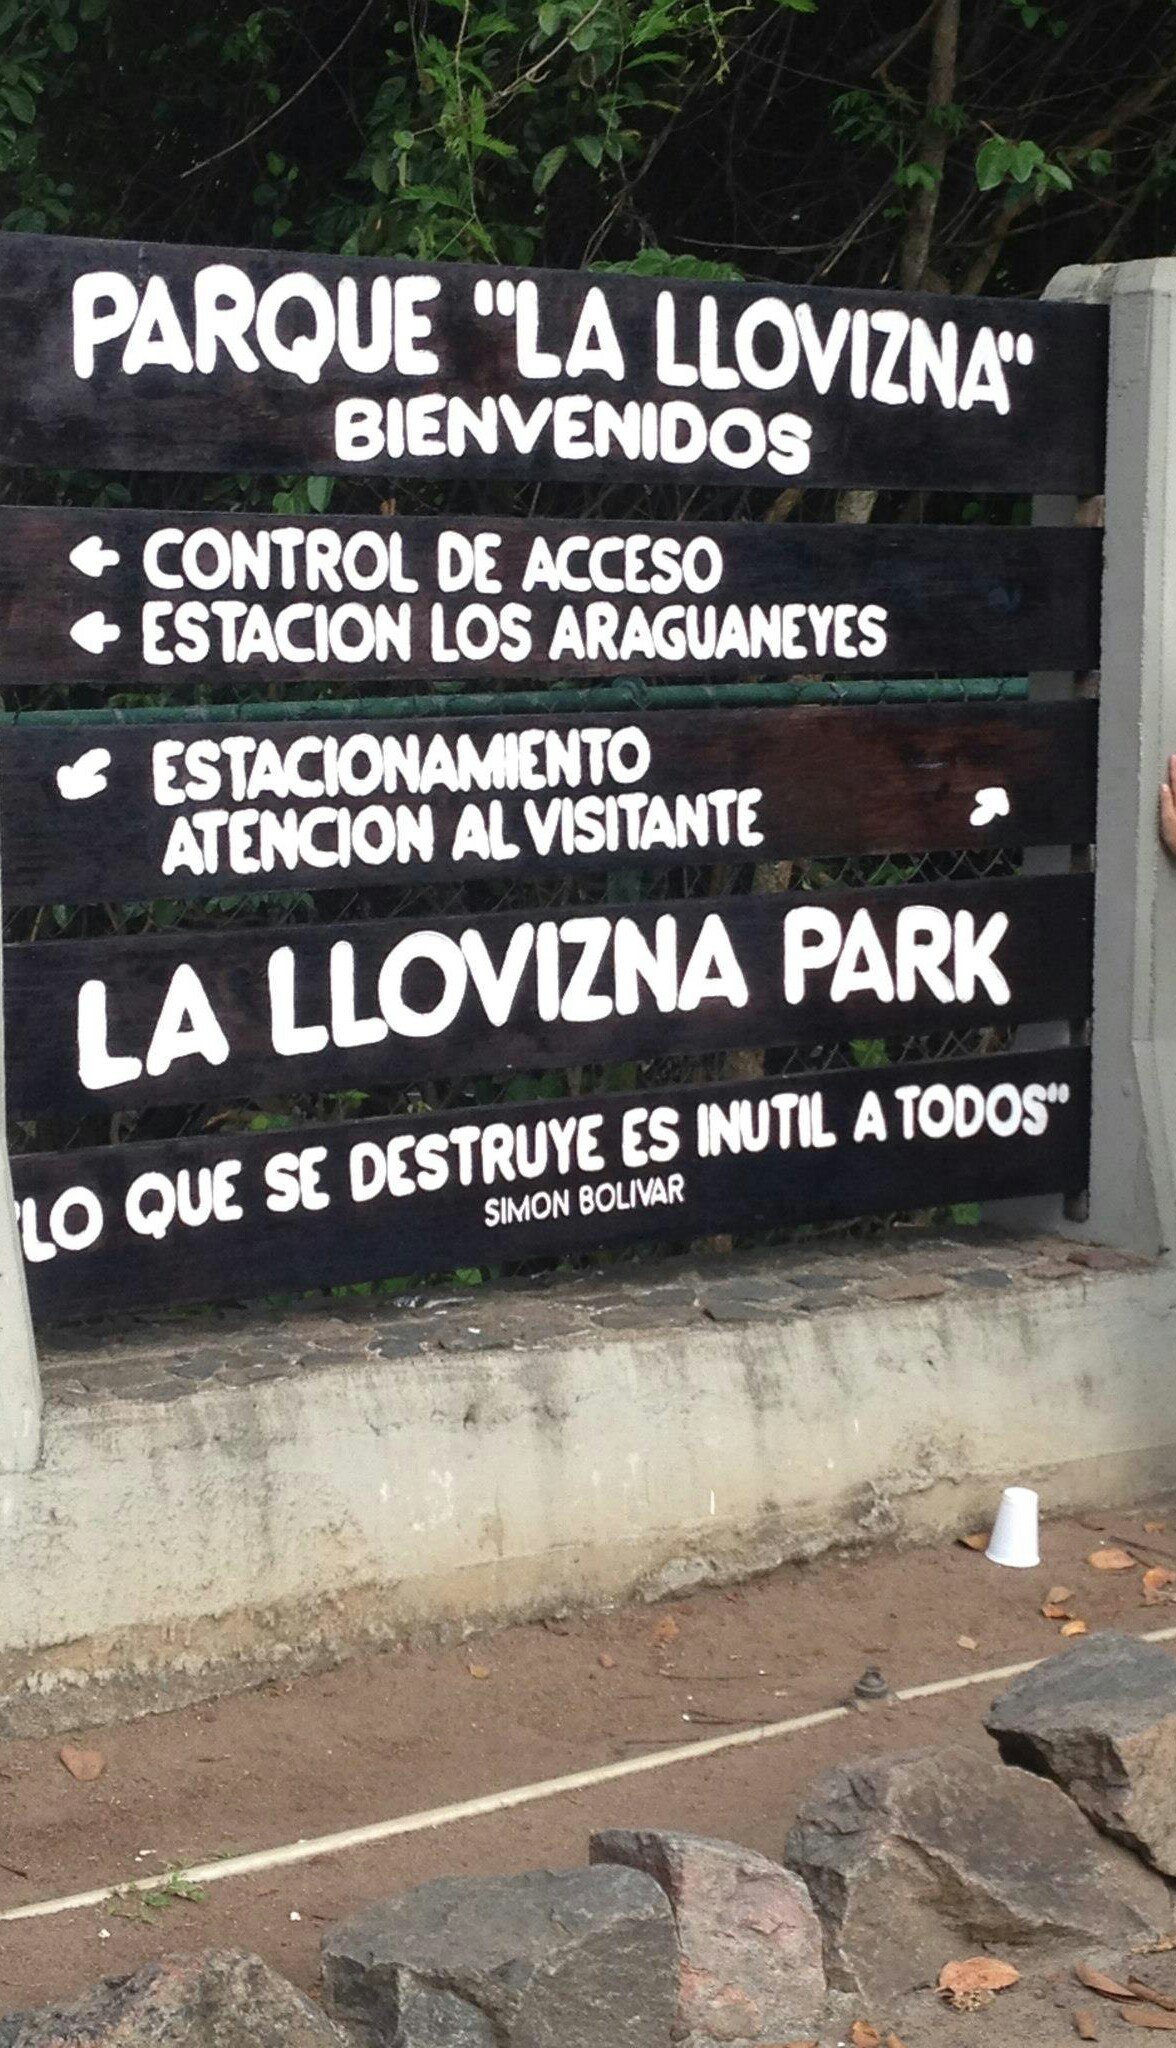 PARQUE "LA LLOVIZNA"
BIENVENIDOS
CONTROL DE ACCESO
ESTACION LOS ARAGUANEYES
ESTACIONAMIENTO
ATENCION AL VISITANTE
LA LLOVIZNA PARK
"LO QUE SE DESTRUYE ES INUTIL A TODOS"
SIMON BOLIVAR